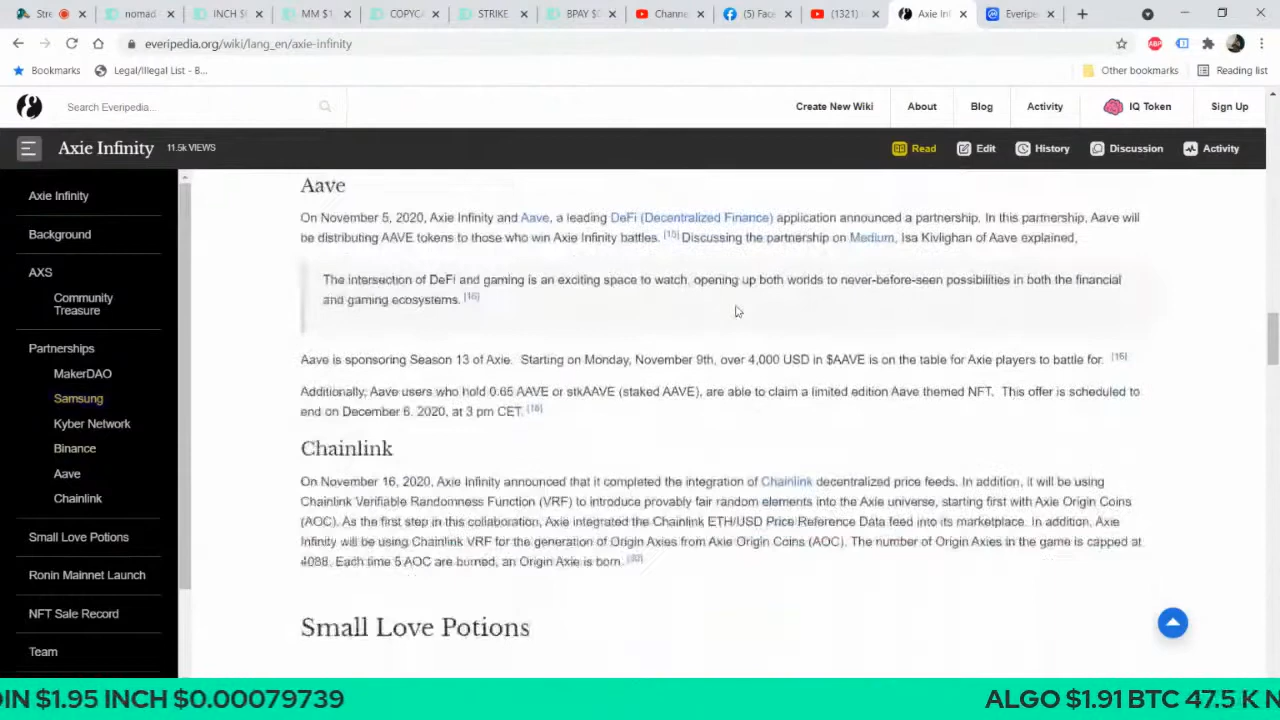 Stre
nomad
INCH $
MM $1
COPYCA
STRIKE
BPAY $0
Channe
(5) Face
(1321)
Axie Inf
Everipe
everipedia.org/wiki/lang_en/axie-infinity
ABP
Bookmarks
Legal/Illegal List - B...
Other bookmarks
Reading list
Search Everipedia...
Create New Wiki
About
Blog
Activity
IQ Token
Sign Up
Axie Infinity
11.5k VIEWS
Read
Edit
History
Discussion
Activity
Axie Infinity
Background
AXS
Community
Treasure
Partnerships
MakerDAO
Samsung
Kyber Network
Binance
Aave
Chainlink
Small Love Potions
Ronin Mainnet Launch
NFT Sale Record
Team
Aave
On November 5, 2020, Axie Infinity and Aave, a leading DeFi (Decentralized Finance) application announced a partnership. In this partnership, Aave will
be distributing AAVE tokens to those who win Axie Infinity battles. [15] Discussing the partnership on Medium, Isa Kivlighan of Aave explained,
The intersection of DeFi and gaming is an exciting space to watch, opening up both worlds to never-before-seen possibilities in both the financial
and gaming ecosystems. [16]
Aave is sponsoring Season 13 of Axie. Starting on Monday, November 9th, over 4,000 USD in $AAVE is on the table for Axie players to battle for. [16]
Additionally, Aave users who hold 0.65 AAVE or stkAAVE (staked AAVE), are able to claim a limited edition Aave themed NFT. This offer is scheduled to
end on December 6, 2020, at 3 pm CET. [16]
Chainlink
On November 16, 2020, Axie Infinity announced that it completed the integration of Chainlink decentralized price feeds. In addition, it will be using
Chainlink Verifiable Randomness Function (VRF) to introduce provably fair random elements into the Axie universe, starting first with Axie Origin Coins
(AOC). As the first step in this collaboration, Axie integrated the Chainlink ETH/USD Price Reference Data feed into its marketplace. In addition, Axie
Infinity will be using Chainlink VRF for the generation of Origin Axies from Axie Origin Coins (AOC). The number of Origin Axies in the game is capped at
4088. Each time 5 AOC are burned, an Origin Axie is born.
Small Love Potions
OIN $1.95 INCH $0.00079739
ALGO $1.91 BTC 47.5 K N